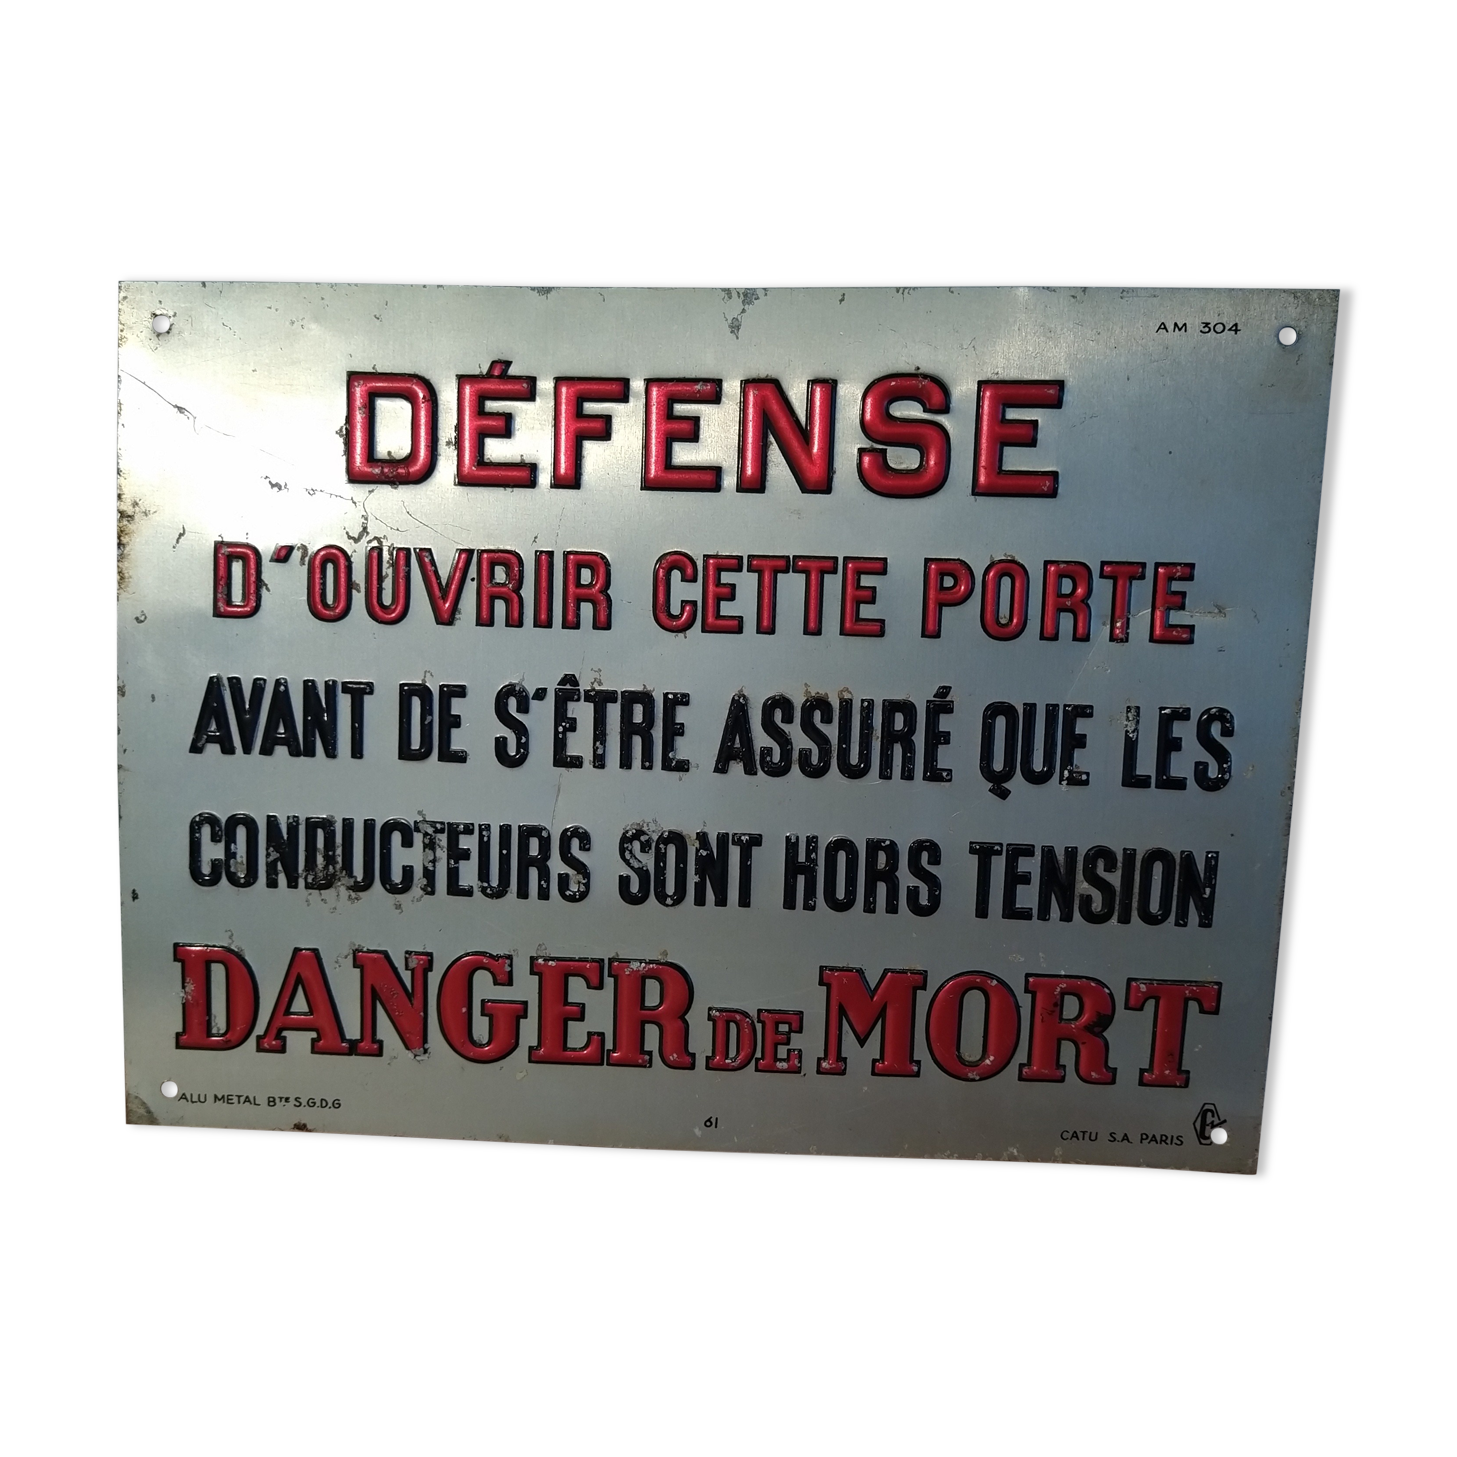 AM 304
DÉFENSE
D'OUVRIR CETTE PORTE
AVANT DE S'ÊTRE ASSURÉ QUE LES
CONDUCTEURS SONT HORS TENSION
DANGER DE MORT
ALU METAL BTE S.G.D.G
61
CATU S.A. PARIS